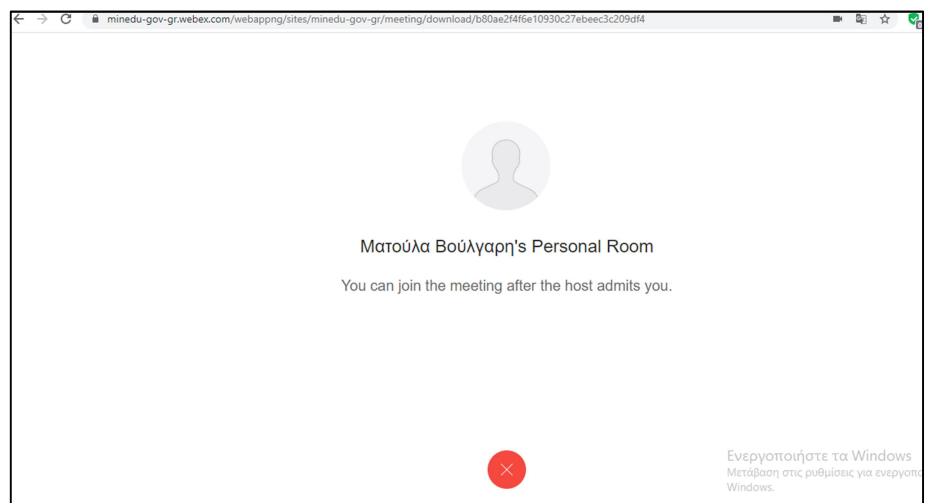 minedu-gov-gr.webex.com/webappng/sites/minedu-gov-gr/meeting/download/b80ae2f4f6e10930c27ebeec3c209df4
Ματούλα Βούλγαρη's Personal Room
You can join the meeting after the host admits you.
Ενεργοποιήστε τα Windows
Μετάβαση στις ρυθμίσεις για ενεργοπο
Windows.